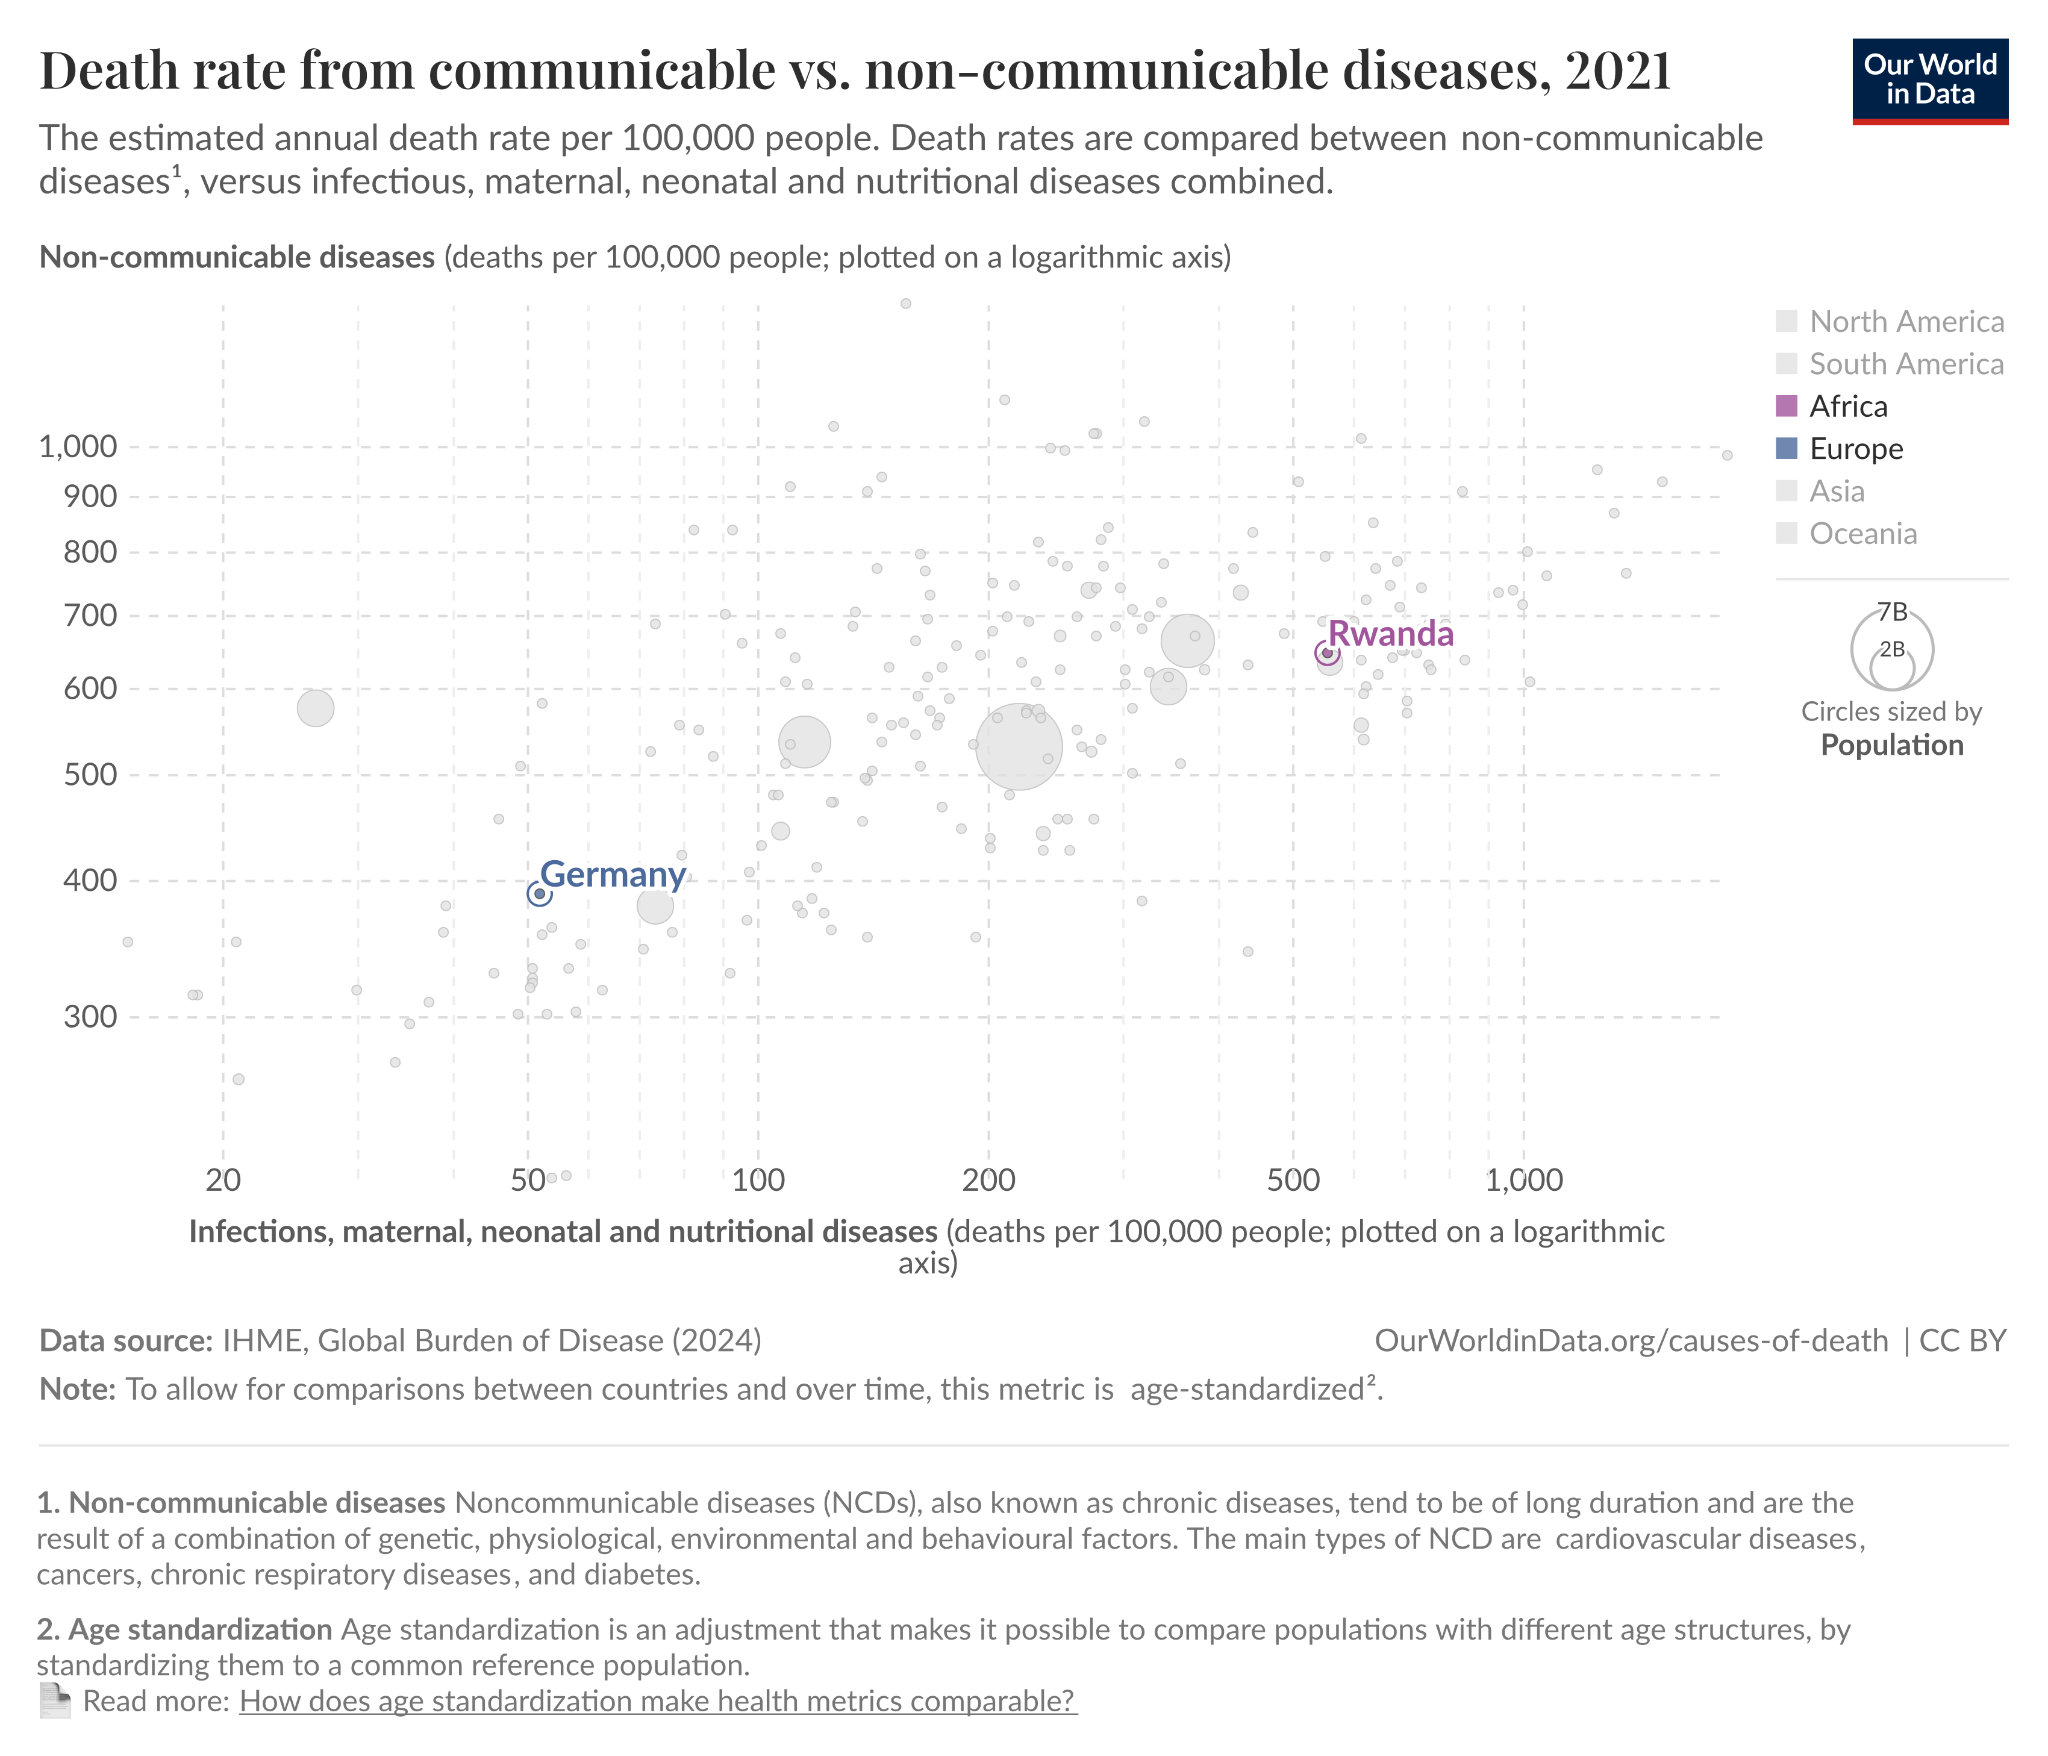 Death rate from communicable vs. non-communicable diseases, 2021
Our World
in Data
The estimated annual death rate per 100,000 people. Death rates are compared between non-communicable
diseases¹, versus infectious, maternal, neonatal and nutritional diseases combined.
Non-communicable diseases (deaths per 100,000 people; plotted on a logarithmic axis)
North America
South America
Africa
Europe
Asia
Oceania
7B
2B
Circles sized by
Population
1,000
900
800
700
600
500
400
300
Rwanda
Germany
20
50
100
200
500
1,000
Infections, maternal, neonatal and nutritional diseases (deaths per 100,000 people; plotted on a logarithmic
axis)
Data source: IHME, Global Burden of Disease (2024)
OurWorldinData.org/causes-of-death | CC BY
Note: To allow for comparisons between countries and over time, this metric is age-standardized².
1. Non-communicable diseases Noncommunicable diseases (NCDs), also known as chronic diseases, tend to be of long duration and are the
result of a combination of genetic, physiological, environmental and behavioural factors. The main types of NCD are cardiovascular diseases,
cancers, chronic respiratory diseases, and diabetes.
2. Age standardization Age standardization is an adjustment that makes it possible to compare populations with different age structures, by
standardizing them to a common reference population.
Read more: How does age standardization make health metrics comparable?